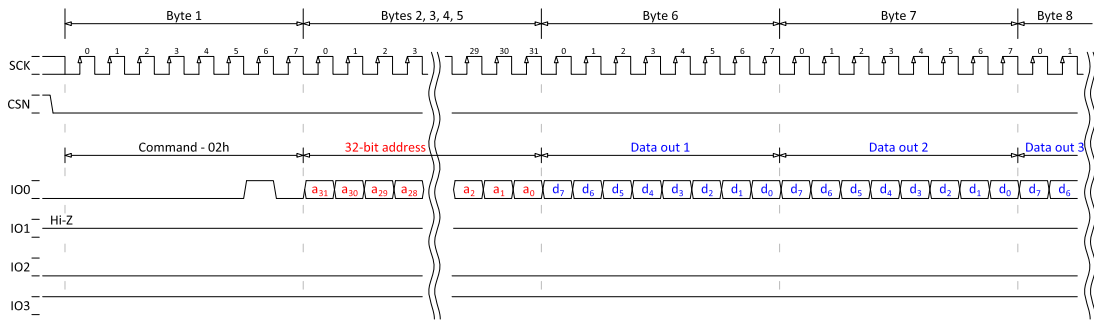 Byte 1 Bytes 2, 3, 4, 5 Byte 6 Byte 7 Byte 8
0 1 2 3 4 5 6 7 0 1 2 3 29 30 31 0 1 2 3 4 5 6 7 0 1 2 3 4 5 6 7 0 1
SCK
CSN
Command - 02h 32-bit address Data out 1 Data out 2 Data out 3
IO0 a31 a30 a29 a28 a2 a1 a0 d7 d6 d5 d4 d3 d2 d1 d0 d7 d6 d5 d4 d3 d2 d1 d0 d7 d6
Hi-Z
IO1
IO2
IO3